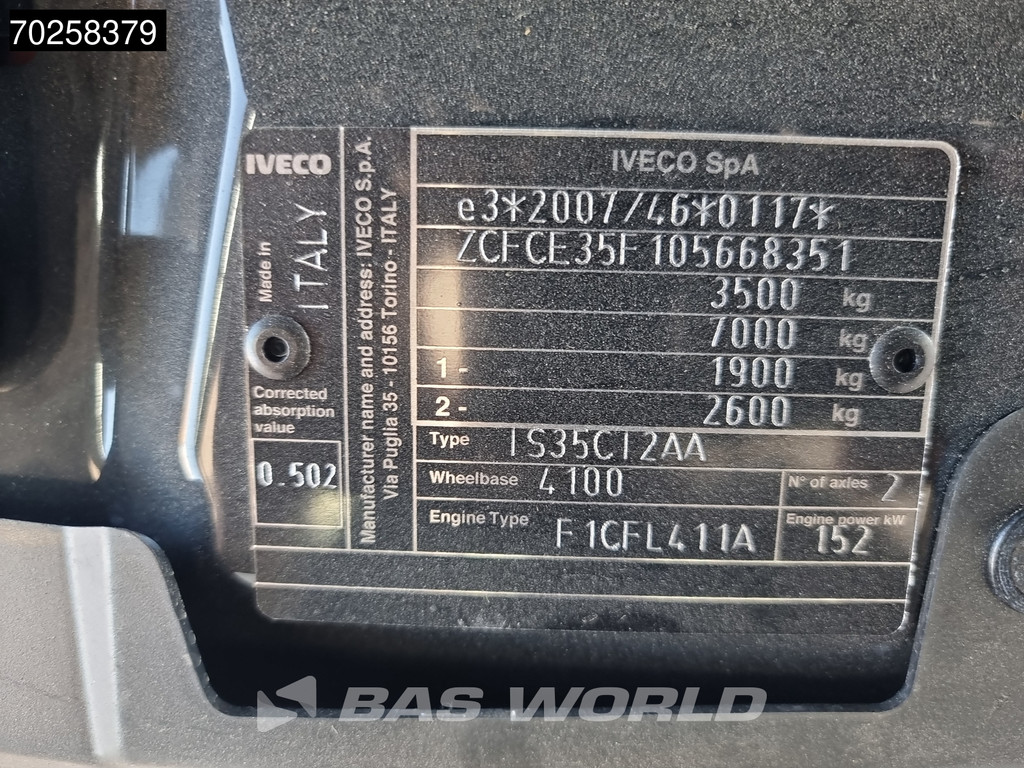 70258379
IVECO
Made in
ITALY
Corrected
absorption
value
0.502
Manufacturer name and address: IVECO S.p.A.
Via Puglia 35 - 10156 Torino - ITALY
IVECO SpA
e3*2007/46*0117*
ZCFCE35F105668351
3500 kg
7000 kg
1- 1900 kg
2- 2600 kg
Type IS35CI2AA
Wheelbase 4100 N° of axles 2
Engine Type F1CFL411A Engine power kW 152
BAS WORLD